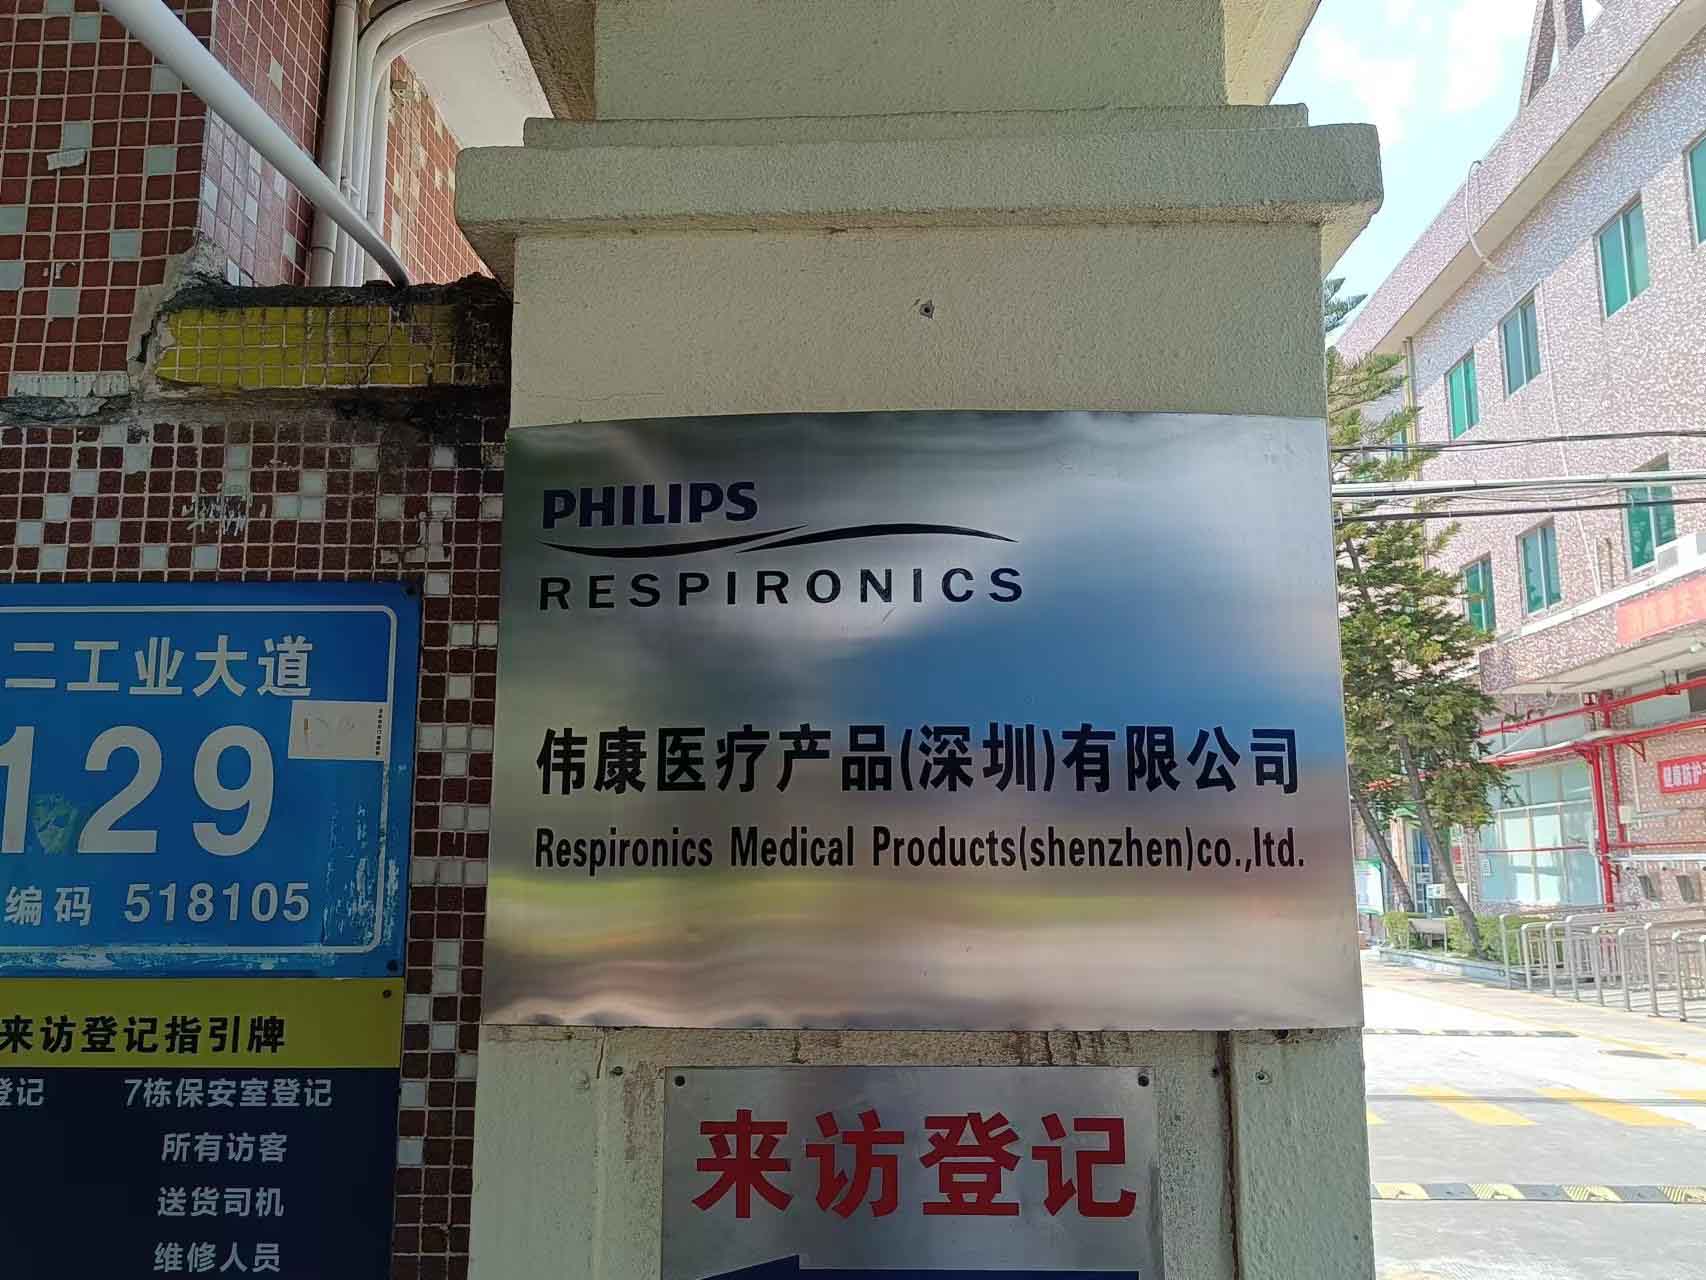 PHILIPS
RESPIRONICS
伟康医疗产品(深圳)有限公司
Respironics Medical Products(shenzhen)co.,ltd.
来访登记
二工业大道
129
编码 518105
来访登记指引牌
登记 7栋保安室登记
所有访客
送货司机
维修人员